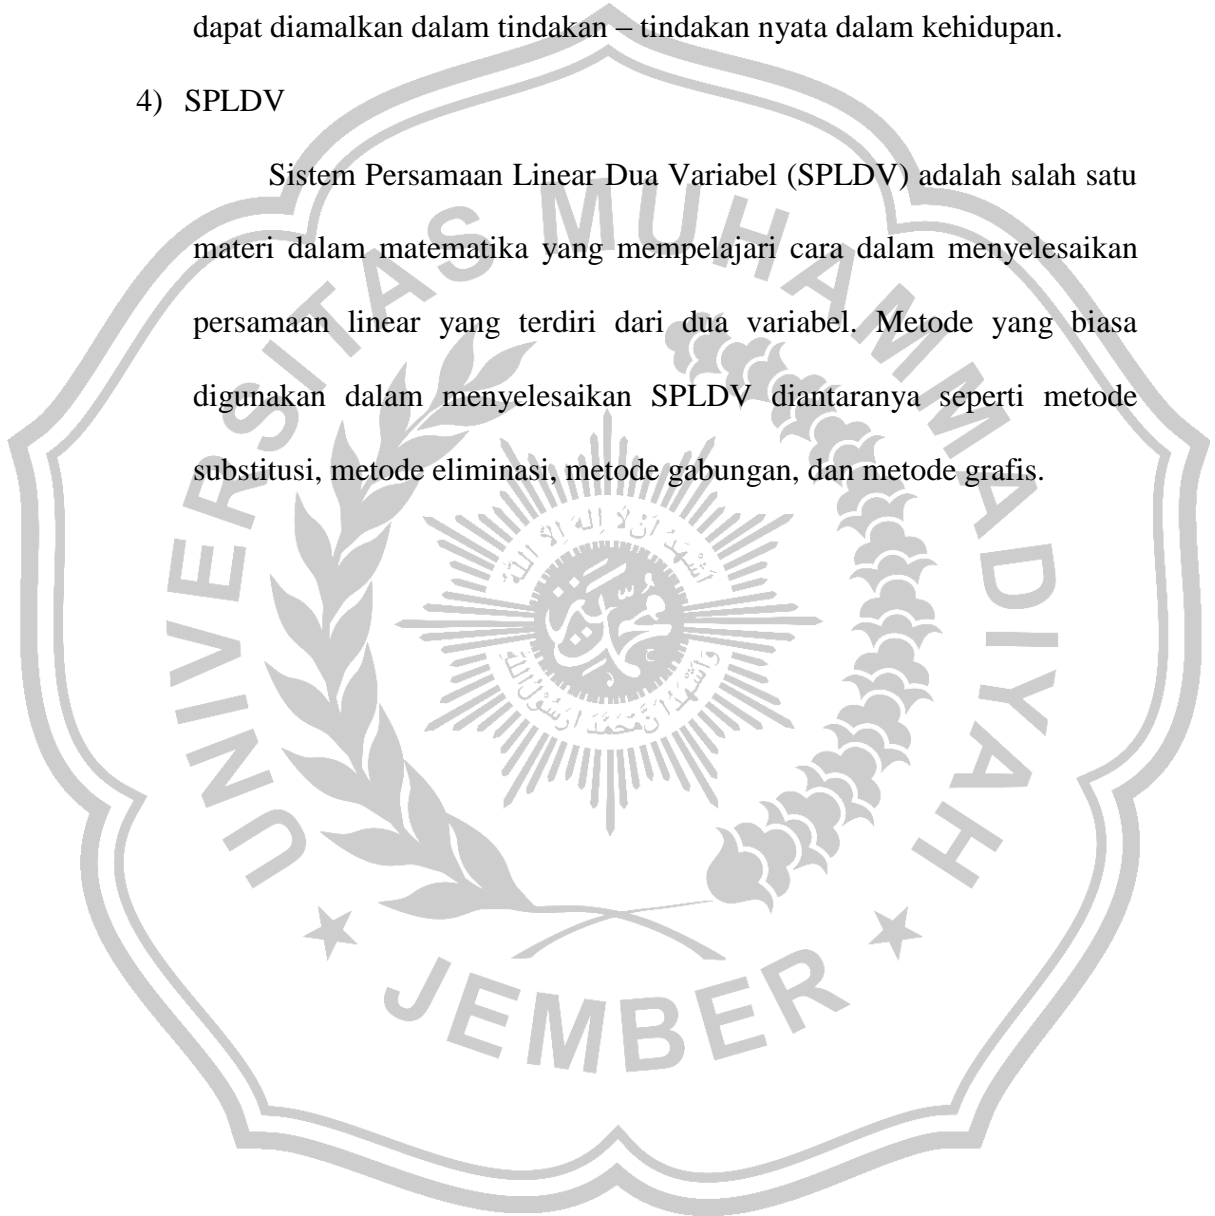 dapat diamalkan dalam tindakan – tindakan nyata dalam kehidupan.
4) SPLDV
Sistem Persamaan Linear Dua Variabel (SPLDV) adalah salah satu
materi dalam matematika yang mempelajari cara dalam menyelesaikan
persamaan linear yang terdiri dari dua variabel. Metode yang biasa
digunakan dalam menyelesaikan SPLDV diantaranya seperti metode
substitusi, metode eliminasi, metode gabungan, dan metode grafis.
UNIVERSITAS MUHAMMADIYAH
JEMBER